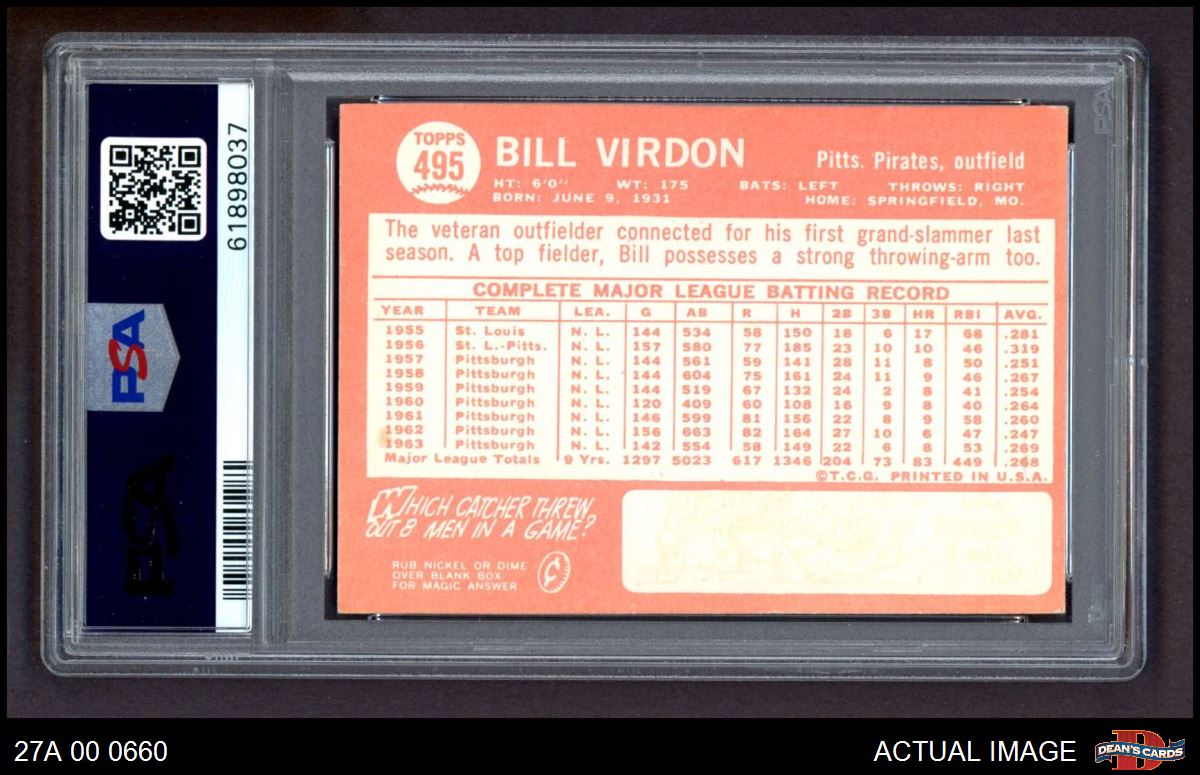 61898037
PSA
PSA
PSA
TOPPS
495
BILL VIRDON
Pitts. Pirates, outfield
HT: 6'0" WT: 175 BATS: LEFT THROWS: RIGHT
BORN: JUNE 9, 1931 HOME: SPRINGFIELD, MO.
The veteran outfielder connected for his first grand-slammer last
season. A top fielder, Bill possesses a strong throwing-arm too.
COMPLETE MAJOR LEAGUE BATTING RECORD
YEAR TEAM LEA. G AB R H 2B 3B HR RBI AVG.
1955 St. Louis N. L. 144 534 58 150 18 6 17 68 .281
1956 St. L.-Pitts. N. L. 157 580 77 185 23 10 10 46 .319
1957 Pittsburgh N. L. 144 561 59 141 28 11 8 50 .251
1958 Pittsburgh N. L. 144 604 75 161 24 11 9 46 .267
1959 Pittsburgh N. L. 144 519 67 132 24 2 8 41 .254
1960 Pittsburgh N. L. 120 409 60 108 16 9 8 40 .264
1961 Pittsburgh N. L. 146 599 81 156 22 8 9 58 .260
1962 Pittsburgh N. L. 156 663 82 164 27 10 6 47 .247
1963 Pittsburgh N. L. 142 554 58 149 22 6 8 53 .269
Major League Totals 9 Yrs. 1297 5023 617 1346 204 73 83 449 .268
©T.C.G. PRINTED IN U.S.A.
WHICH CATCHER THREW
OUT 8 MEN IN A GAME?
RUB NICKEL OR DIME
OVER BLANK BOX
FOR MAGIC ANSWER
27A 00 0660
ACTUAL IMAGE
DEAN'S CARDS